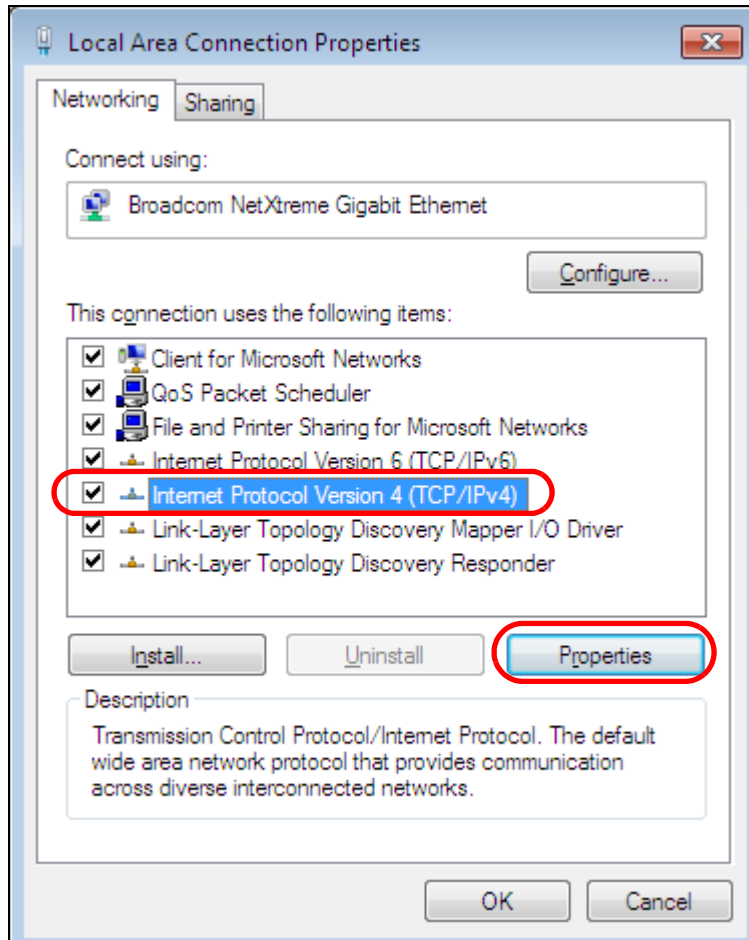 Local Area Connection Properties
Networking
Sharing
Connect using:
Broadcom NetXtreme Gigabit Ethernet
Configure...
This connection uses the following items:
Client for Microsoft Networks
QoS Packet Scheduler
File and Printer Sharing for Microsoft Networks
Internet Protocol Version 6 (TCP/IPv6)
Internet Protocol Version 4 (TCP/IPv4)
Link-Layer Topology Discovery Mapper I/O Driver
Link-Layer Topology Discovery Responder
Install...
Uninstall
Properties
Description
Transmission Control Protocol/Internet Protocol. The default
wide area network protocol that provides communication
across diverse interconnected networks.
OK
Cancel